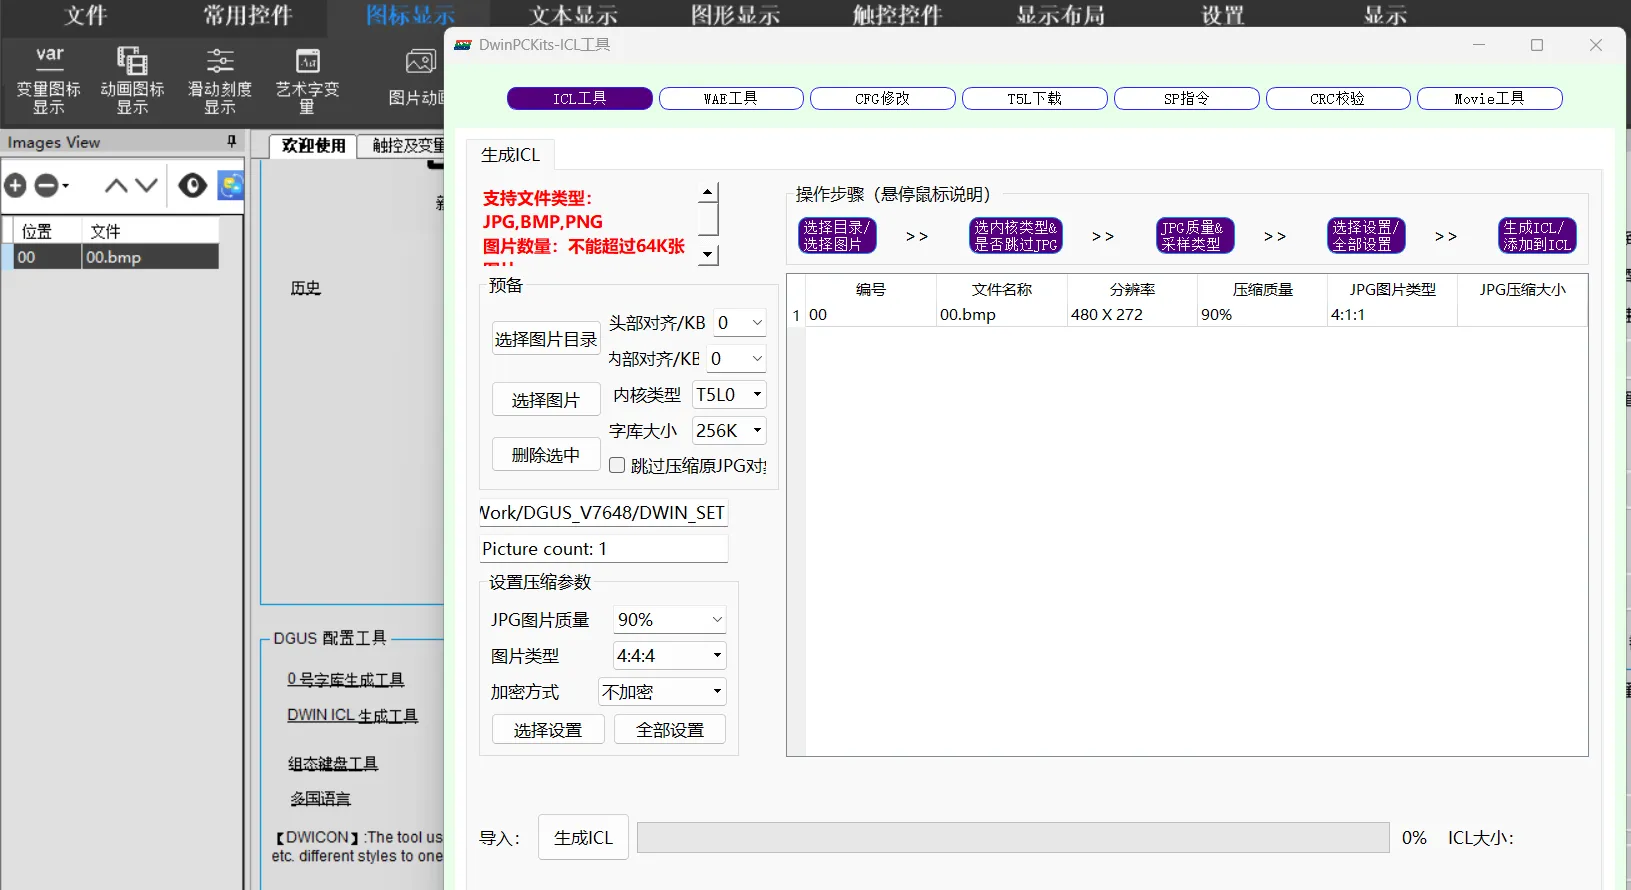 文件 常用控件 图标显示 文本显示 图形显示 触控控件 显示布局 设置 显示
var
变量图标
显示
动画图标
显示
滑动刻度
显示
艺术字变
量
图片动
Images View
位置 文件
00 00.bmp
欢迎使用 触控及变量
历史
DGUS 配置工具
0 号字库生成工具
DWIN ICL 生成工具
组态键盘工具
多国语言
【DWICON】:The tool us
etc. different styles to one
DwinPCKits-ICL工具
ICL工具 WAE工具 CFG修改 T5L下载 SP指令 CRC校验 Movie工具
生成ICL
支持文件类型：
JPG,BMP,PNG
图片数量：不能超过64K张
预备
选择图片目录
选择图片
删除选中
头部对齐/KB 0
内部对齐/KB 0
内核类型 T5L0
字库大小 256K
跳过压缩原JPG对
Work/DGUS_V7648/DWIN_SET
Picture count: 1
设置压缩参数
JPG图片质量 90%
图片类型 4:4:4
加密方式 不加密
选择设置 全部设置
操作步骤（悬停鼠标说明）
选择目录/
选择图片
>>
选内核类型&
是否跳过JPG
>>
JPG质量&
采样类型
>>
选择设置/
全部设置
>>
生成ICL/
添加到ICL
编号 文件名称 分辨率 压缩质量 JPG图片类型 JPG压缩大小
1 00 00.bmp 480 X 272 90% 4:1:1
导入： 生成ICL 0% ICL大小：